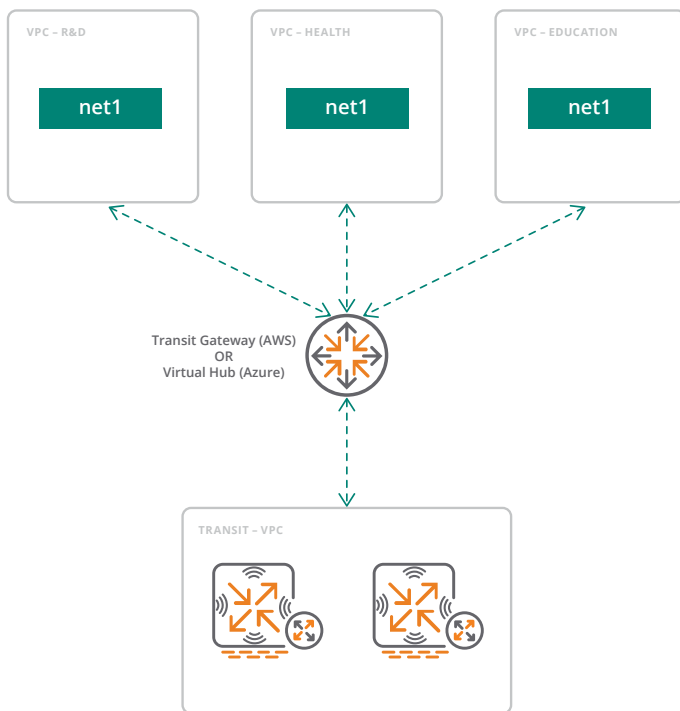 VPC – R&D
VPC – HEALTH
VPC – EDUCATION
net1
net1
net1
Transit Gateway (AWS)
OR
Virtual Hub (Azure)
TRANSIT – VPC